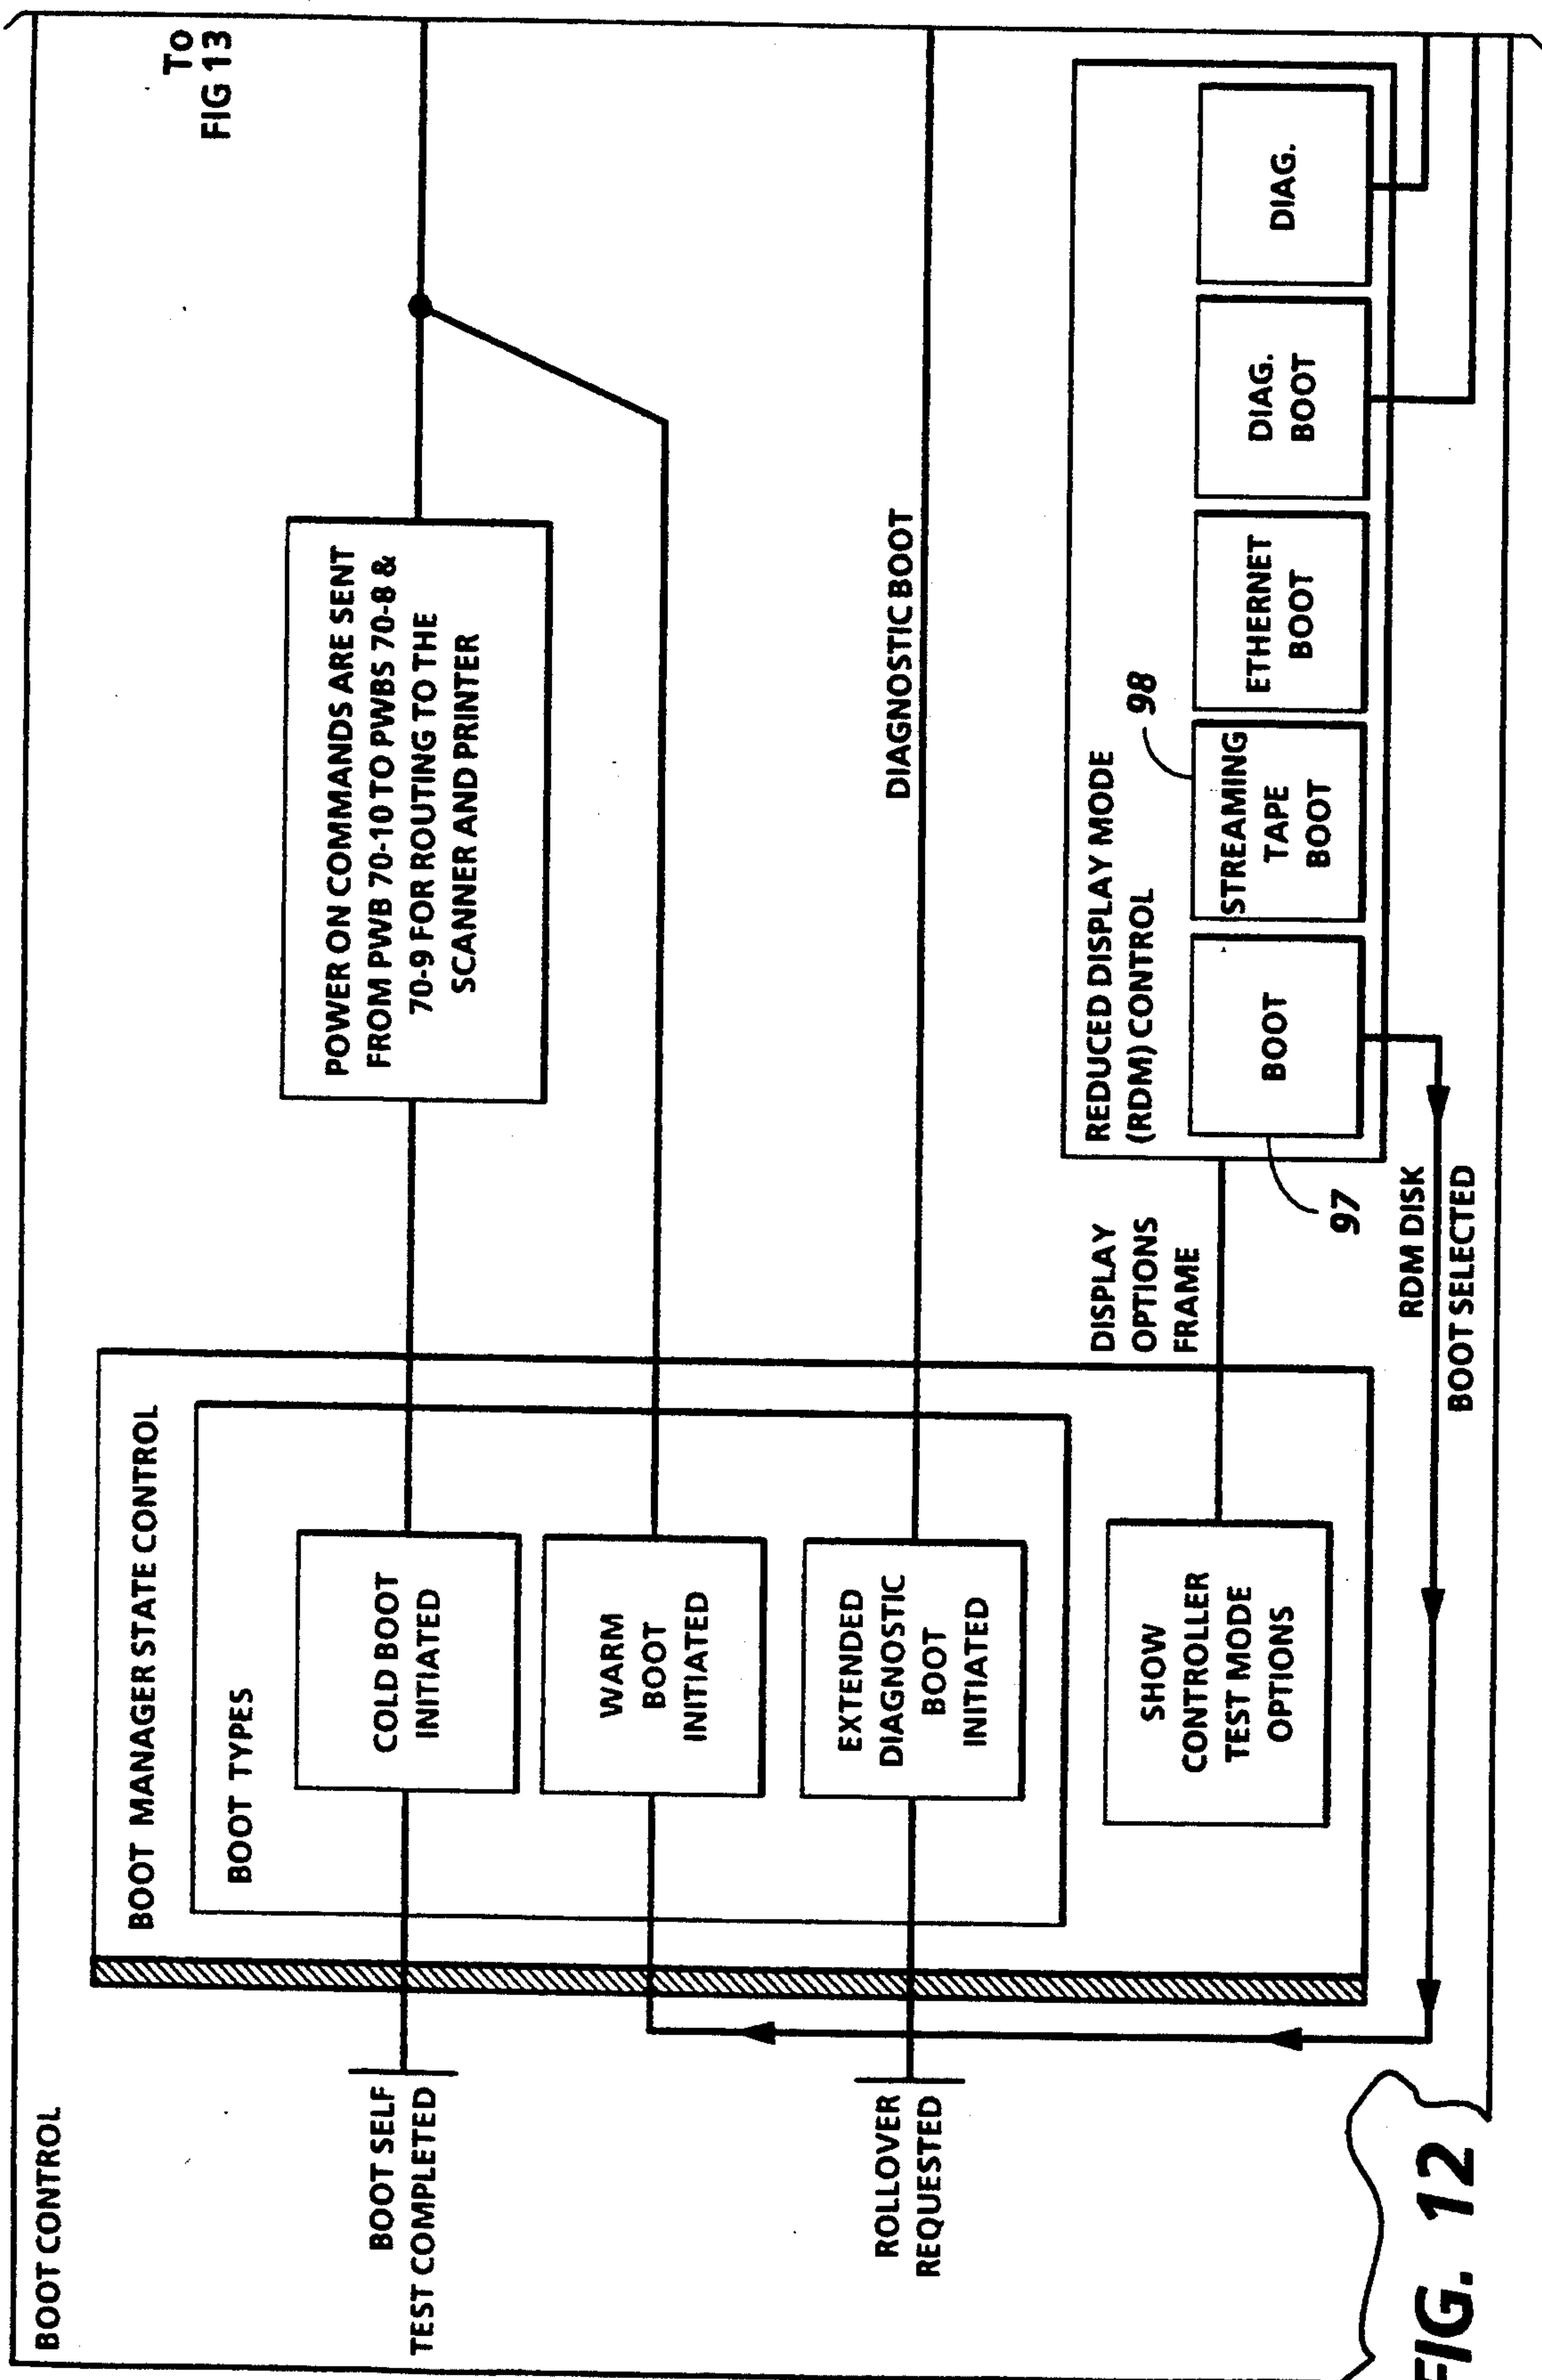 BOOT CONTROL
To
FIG 13
BOOT MANAGER STATE CONTROL
BOOT TYPES
BOOT SELF
TEST COMPLETED
COLD BOOT
INITIATED
POWER ON COMMANDS ARE SENT
FROM PWB 70-10 TO PWBS 70-8 &
70-9 FOR ROUTING TO THE
SCANNER AND PRINTER
WARM
BOOT
INITIATED
ROLLOVER
REQUESTED
EXTENDED
DIAGNOSTIC
BOOT
INITIATED
DIAGNOSTIC BOOT
SHOW
CONTROLLER
TEST MODE
OPTIONS
DISPLAY
OPTIONS
FRAME
REDUCED DISPLAY MODE
(RDM) CONTROL
98
BOOT
STREAMING
TAPE
BOOT
ETHERNET
BOOT
DIAG.
BOOT
DIAG.
97
RDM DISK
BOOT SELECTED
FIG. 12